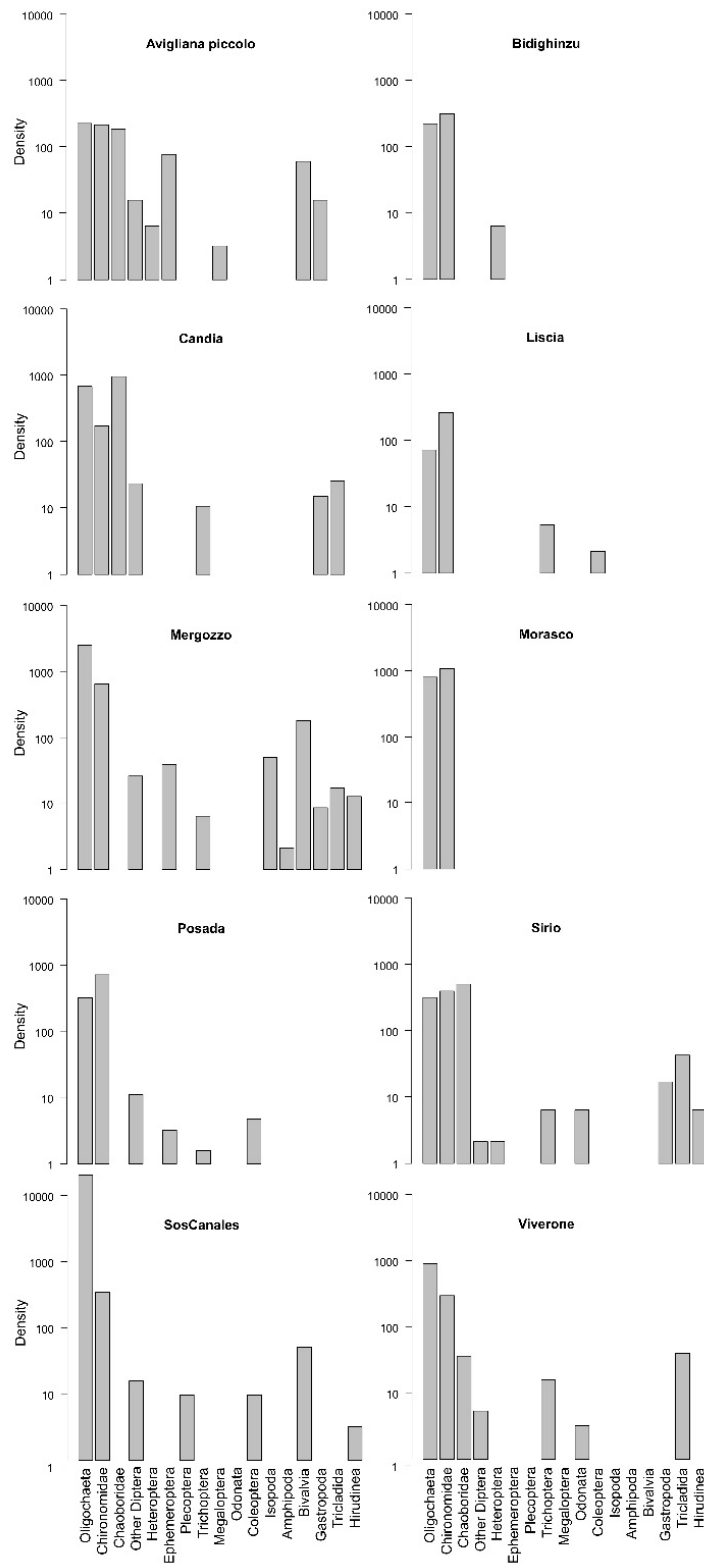 Avigliana piccolo
10000
1000
100
10
1
Density
Bidighinzu
10000
1000
100
10
1
Candia
10000
1000
100
10
1
Density
Liscia
10000
1000
100
10
1
Mergozzo
10000
1000
100
10
1
Density
Morasco
10000
1000
100
10
1
Posada
10000
1000
100
10
1
Density
Sirio
10000
1000
100
10
1
SosCanales
10000
1000
100
10
1
Density
Viverone
10000
1000
100
10
1
Oligochaeta
Chironomidae
Chaoboridae
Other Diptera
Heteroptera
Ephemeroptera
Plecoptera
Trichoptera
Megaloptera
Odonata
Coleoptera
Isopoda
Amphipoda
Bivalvia
Gastropoda
Tricladida
Hirudinea
Oligochaeta
Chironomidae
Chaoboridae
Other Diptera
Heteroptera
Ephemeroptera
Plecoptera
Trichoptera
Megaloptera
Odonata
Coleoptera
Isopoda
Amphipoda
Bivalvia
Gastropoda
Tricladida
Hirudinea